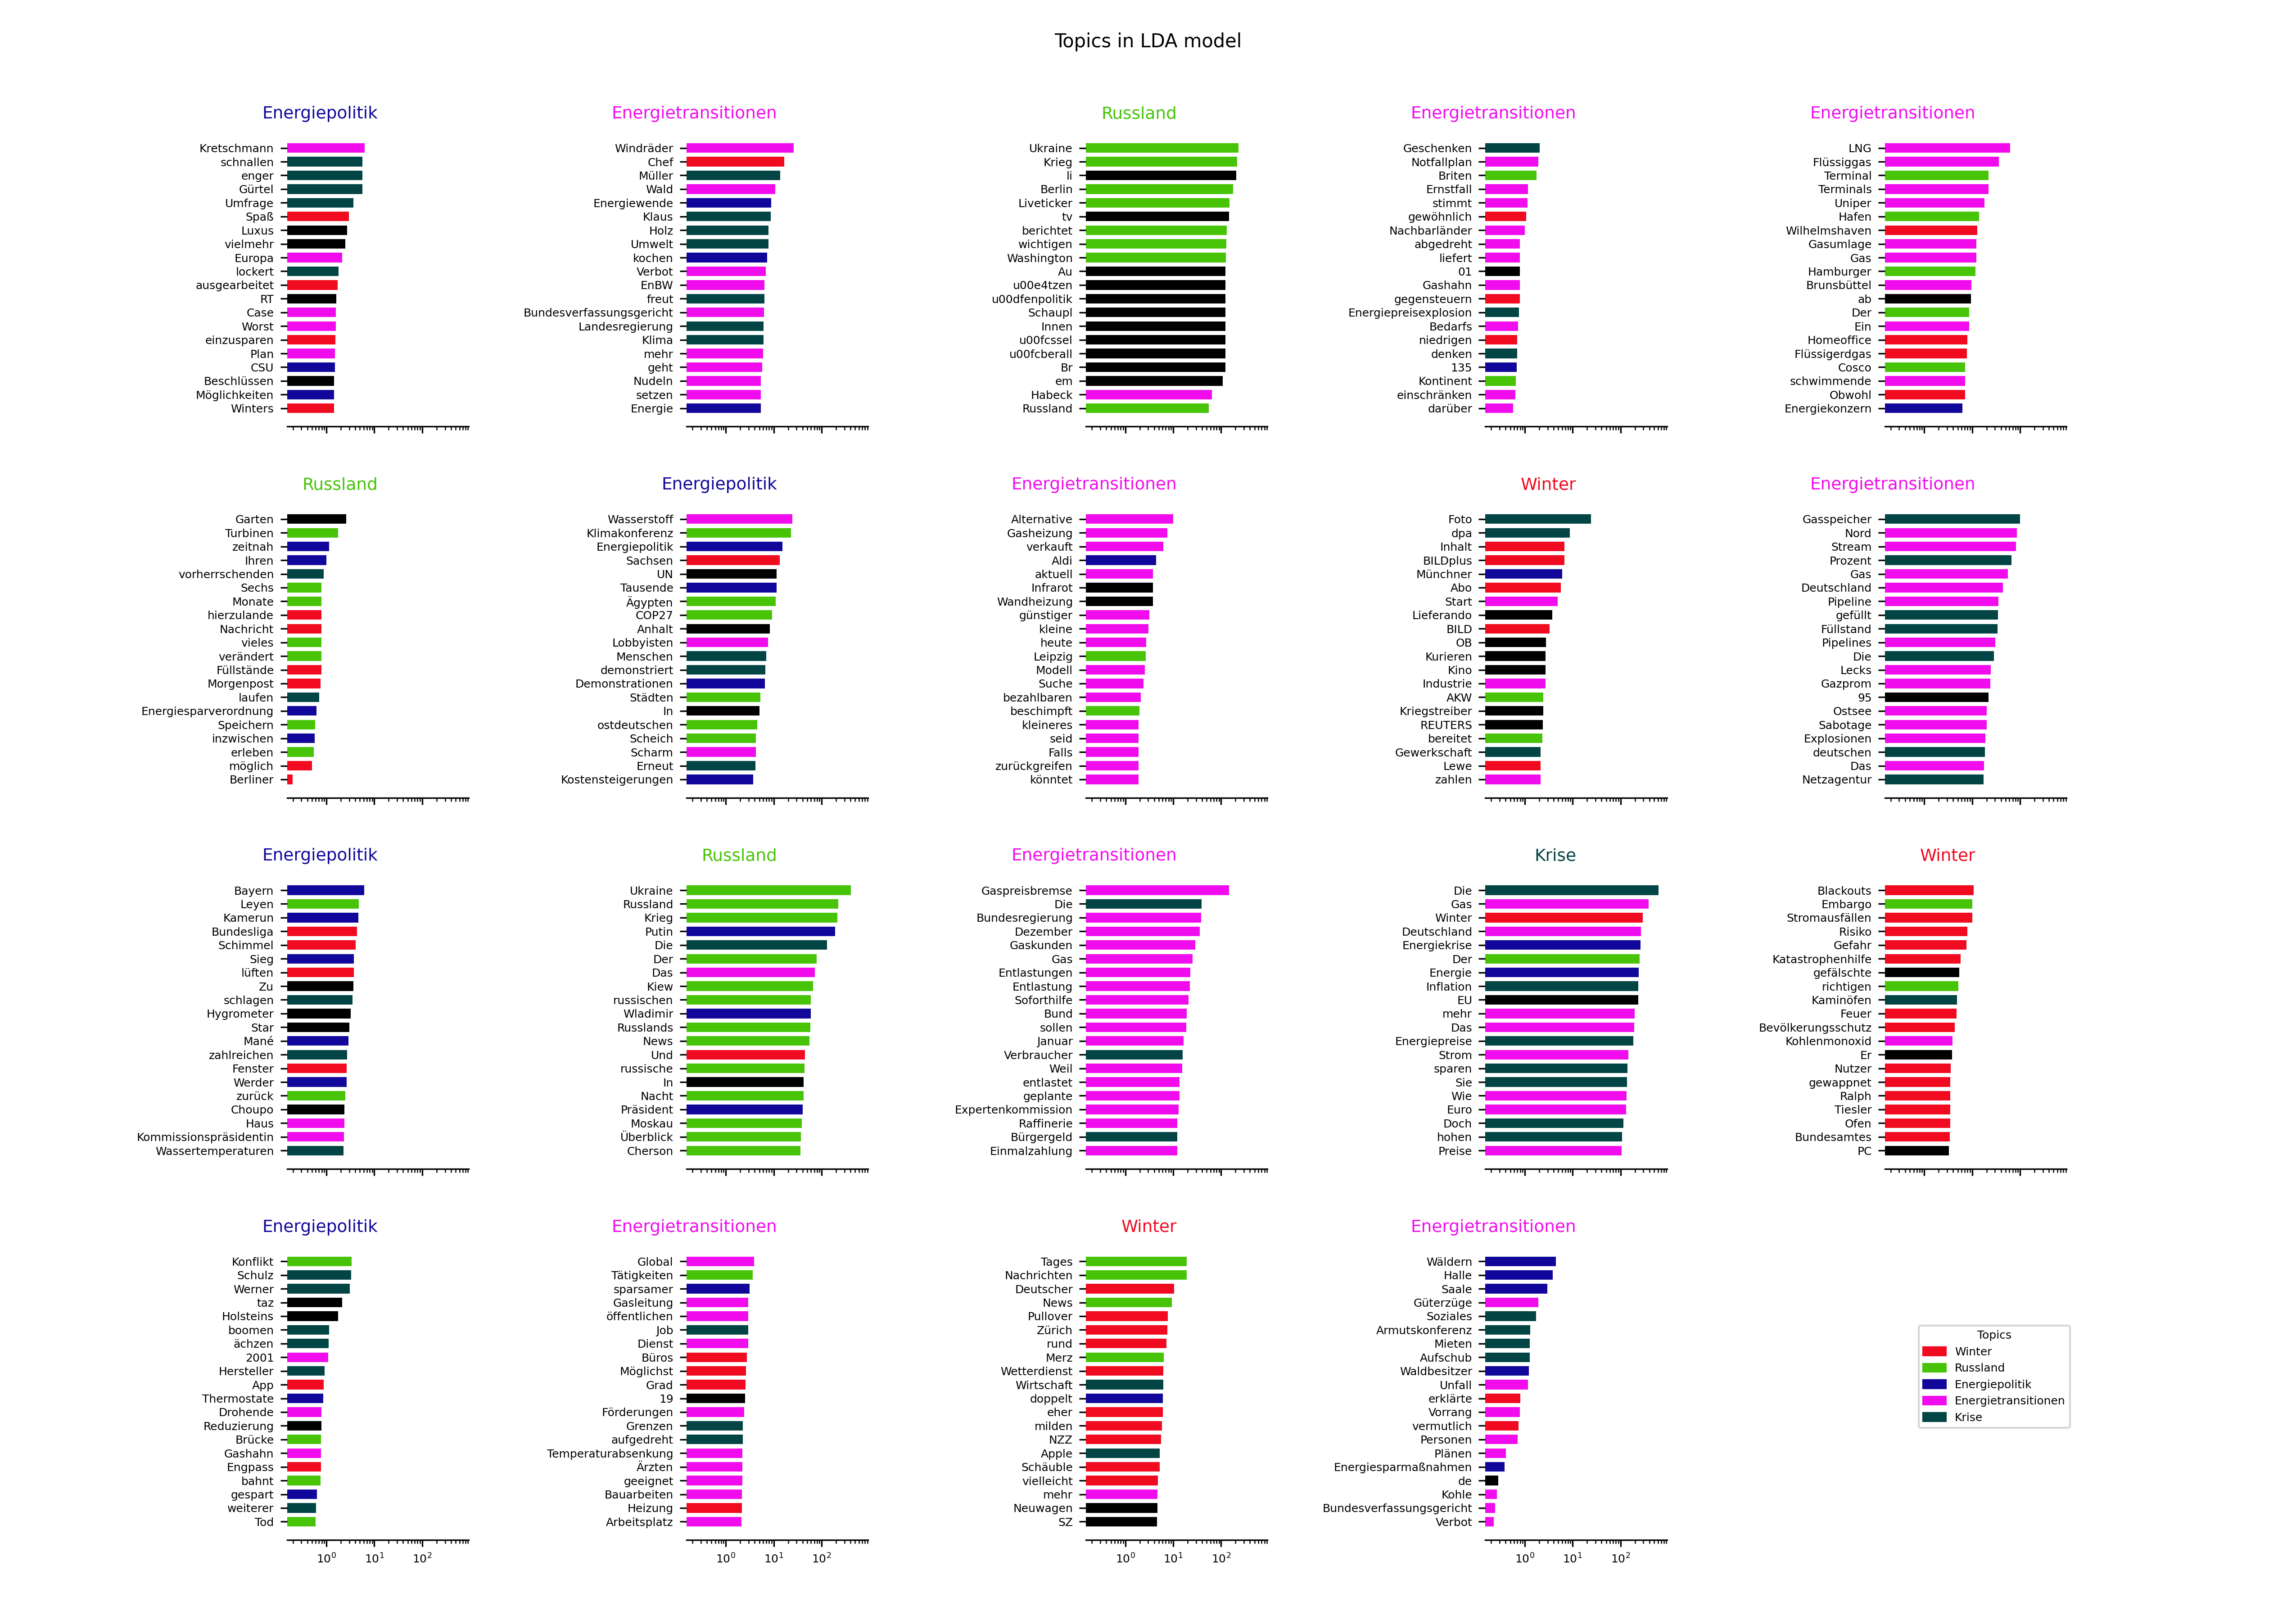 Topics in LDA model
Energiepolitik
Kretschmann
schnallen
enger
Gürtel
Umfrage
Spaß
Luxus
vielmehr
Europa
lockert
ausgearbeitet
RT
Case
Worst
einzusparen
Plan
CSU
Beschlüssen
Möglichkeiten
Winters
Energietransitionen
Windräder
Chef
Müller
Wald
Energiewende
Klaus
Holz
Umwelt
kochen
Verbot
EnBW
freut
Bundesverfassungsgericht
Landesregierung
Klima
mehr
geht
Nudeln
setzen
Energie
Russland
Ukraine
Krieg
li
Berlin
Liveticker
tv
berichtet
wichtigen
Washington
Au
u00e4tzen
u00dfenpolitik
Schaupl
Innen
u00fcssel
u00fcberall
Br
em
Habeck
Russland
Energietransitionen
Geschenken
Notfallplan
Briten
Ernstfall
stimmt
gewöhnlich
Nachbarländer
abgedreht
liefert
01
Gashahn
gegensteuern
Energiepreisexplosion
Bedarfs
niedrigen
denken
135
Kontinent
einschränken
darüber
Energietransitionen
LNG
Flüssiggas
Terminal
Terminals
Uniper
Hafen
Wilhelmshaven
Gasumlage
Gas
Hamburger
Brunsbüttel
ab
Der
Ein
Homeoffice
Flüssigerdgas
Cosco
schwimmende
Obwohl
Energiekonzern
Russland
Garten
Turbinen
zeitnah
Ihren
vorherrschenden
Sechs
Monate
hierzulande
Nachricht
vieles
verändert
Füllstände
Morgenpost
laufen
Energiesparverordnung
Speichern
inzwischen
erleben
möglich
Berliner
Energiepolitik
Wasserstoff
Klimakonferenz
Energiepolitik
Sachsen
UN
Tausende
Ägypten
COP27
Anhalt
Lobbyisten
Menschen
demonstriert
Demonstrationen
Städten
In
ostdeutschen
Scheich
Scharm
Erneut
Kostensteigerungen
Energietransitionen
Alternative
Gasheizung
verkauft
Aldi
aktuell
Infrarot
Wandheizung
günstiger
kleine
heute
Leipzig
Modell
Suche
bezahlbaren
beschimpft
kleineres
seid
Falls
zurückgreifen
könntet
Winter
Foto
dpa
Inhalt
BILDplus
Münchner
Abo
Start
Lieferando
BILD
OB
Kurieren
Kino
Industrie
AKW
Kriegstreiber
REUTERS
bereitet
Gewerkschaft
Lewe
zahlen
Energietransitionen
Gasspeicher
Nord
Stream
Prozent
Gas
Deutschland
Pipeline
gefüllt
Füllstand
Pipelines
Die
Lecks
Gazprom
95
Ostsee
Sabotage
Explosionen
deutschen
Das
Netzagentur
Energiepolitik
Bayern
Leyen
Kamerun
Bundesliga
Schimmel
Sieg
lüften
Zu
schlagen
Hygrometer
Star
Mané
zahlreichen
Fenster
Werder
zurück
Choupo
Haus
Kommissionspräsidentin
Wassertemperaturen
Russland
Ukraine
Russland
Krieg
Putin
Die
Der
Das
Kiew
russischen
Wladimir
Russlands
News
Und
russische
In
Nacht
Präsident
Moskau
Überblick
Cherson
Energietransitionen
Gaspreisbremse
Die
Bundesregierung
Dezember
Gaskunden
Gas
Entlastungen
Entlastung
Soforthilfe
Bund
sollen
Januar
Verbraucher
Weil
entlastet
geplante
Expertenkommission
Raffinerie
Bürgergeld
Einmalzahlung
Krise
Die
Gas
Winter
Deutschland
Energiekrise
Der
Energie
Inflation
EU
mehr
Das
Energiepreise
Strom
sparen
Sie
Wie
Euro
Doch
hohen
Preise
Winter
Blackouts
Embargo
Stromausfällen
Risiko
Gefahr
Katastrophenhilfe
gefälschte
richtigen
Kaminöfen
Feuer
Bevölkerungsschutz
Kohlenmonoxid
Er
Nutzer
gewappnet
Ralph
Tiesler
Ofen
Bundesamtes
PC
Energiepolitik
Konflikt
Schulz
Werner
taz
Holsteins
boomen
ächzen
2001
Hersteller
App
Thermostate
Drohende
Reduzierung
Brücke
Gashahn
Engpass
bahnt
gespart
weiterer
Tod
10⁰ 10¹ 10²
Energietransitionen
Global
Tätigkeiten
sparsamer
Gasleitung
öffentlichen
Job
Dienst
Büros
Möglichst
Grad
19
Förderungen
Grenzen
aufgedreht
Temperaturabsenkung
Ärzten
geeignet
Bauarbeiten
Heizung
Arbeitsplatz
10⁰ 10¹ 10²
Winter
Tages
Nachrichten
Deutscher
News
Pullover
Zürich
rund
Merz
Wetterdienst
Wirtschaft
doppelt
eher
milden
NZZ
Apple
Schäuble
vielleicht
mehr
Neuwagen
SZ
10⁰ 10¹ 10²
Energietransitionen
Wäldern
Halle
Saale
Güterzüge
Soziales
Armutskonferenz
Mieten
Aufschub
Waldbesitzer
Unfall
erklärte
Vorrang
vermutlich
Personen
Plänen
Energiesparmaßnahmen
de
Kohle
Bundesverfassungsgericht
Verbot
10⁰ 10¹ 10²
Topics
Winter
Russland
Energiepolitik
Energietransitionen
Krise